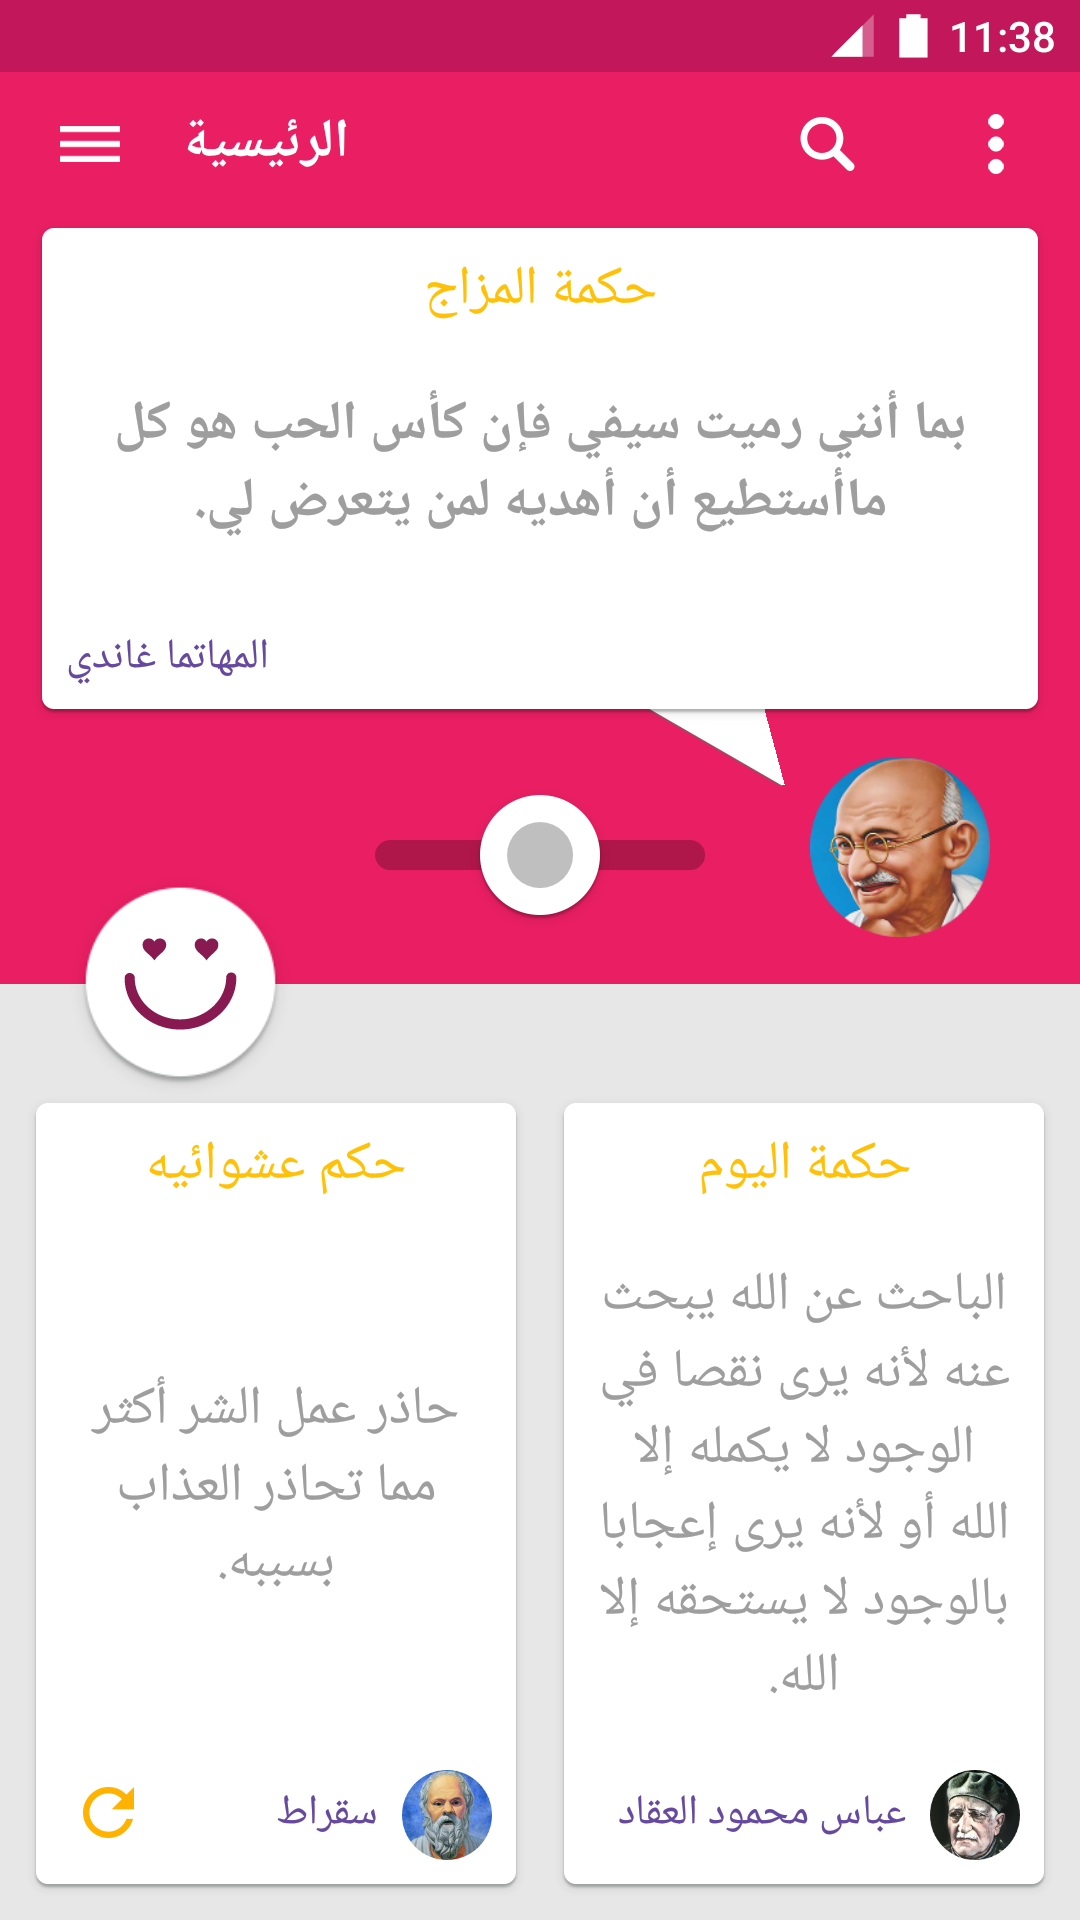 11:38
الرئيسية
حكمة المزاج
بما أنني رميت سيفي فإن كأس الحب هو كل
ماأستطيع أن أهديه لمن يتعرض لي.
المهاتما غاندي
حكمة اليوم
الباحث عن الله يبحث
عنه لأنه يرى نقصا في
الوجود لا يكمله إلا
الله أو لأنه يرى إعجابا
بالوجود لا يستحقه إلا
الله.
عباس محمود العقاد
حكم عشوائيه
حاذر عمل الشر أكثر
مما تحاذر العذاب
بسببه.
سقراط